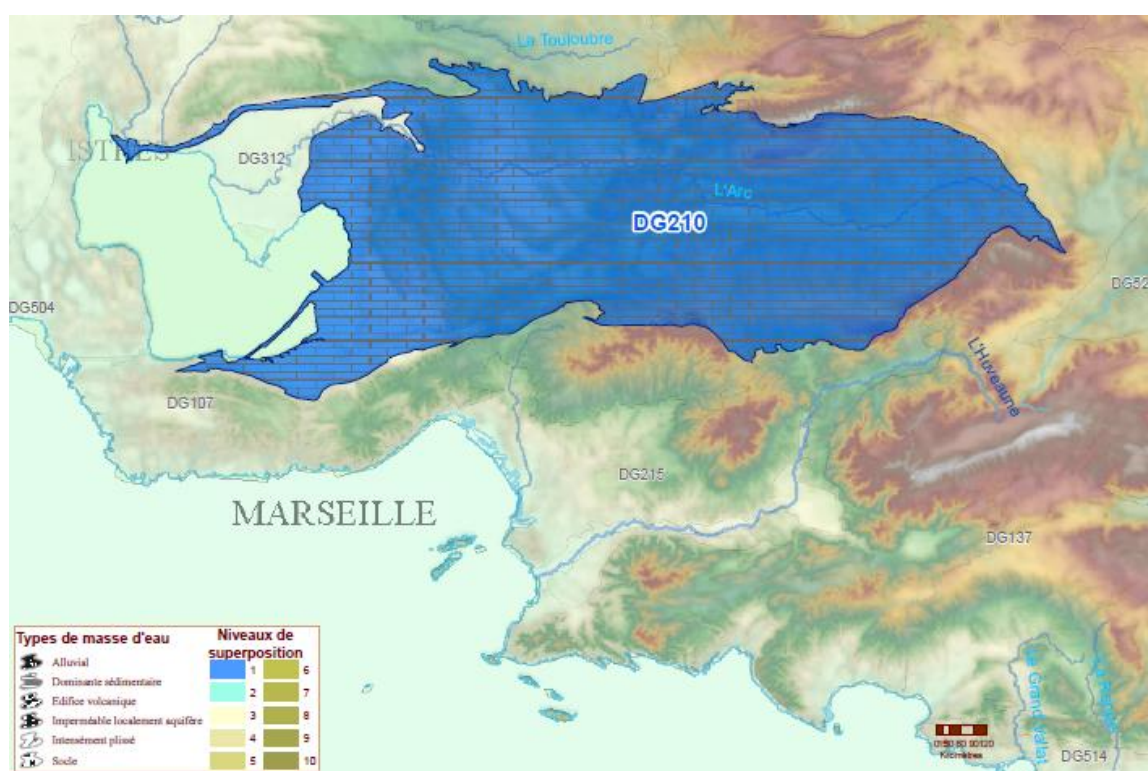 La Touloubre
ISTRES
DG312
L'Arc
DG210
DG504
DG52
L'Huveaune
DG107
DG215
MARSEILLE
DG137
Types de masse d'eau
Alluvial
Dominante sédimentaire
Edifice volcanique
Imperméable localement aquifère
Intensément plissé
Socle
Niveaux de
superposition
1 6
2 7
3 8
4 9
5 10
Le Grand Vallat
DG514
Kilomètres